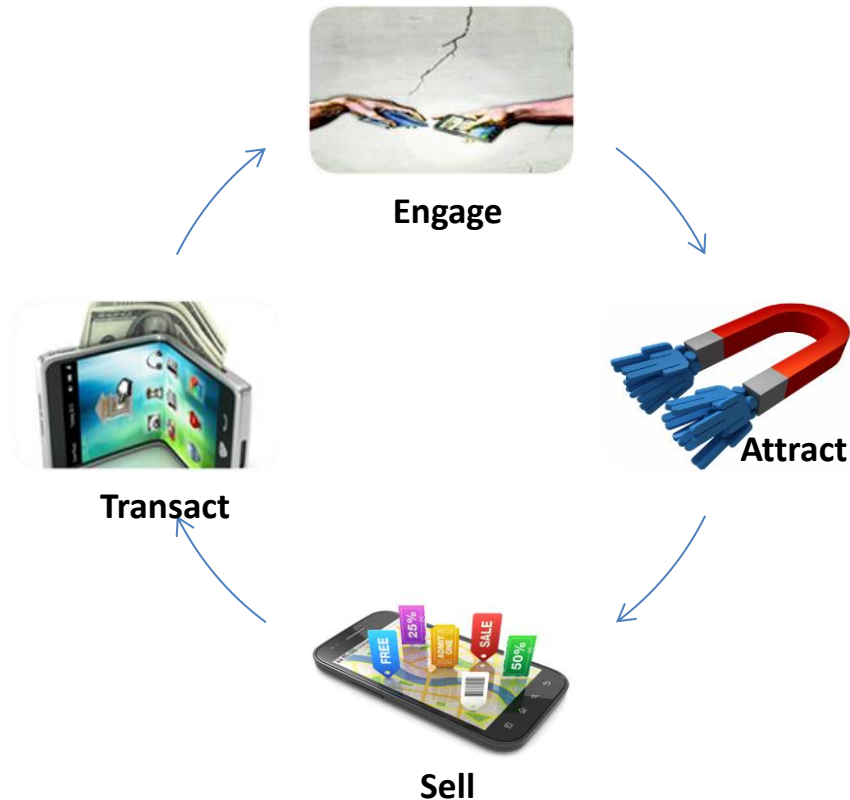 Engage
Attract
Transact
FREE
25%
ADMIT
ONE
SALE
50%
Sell